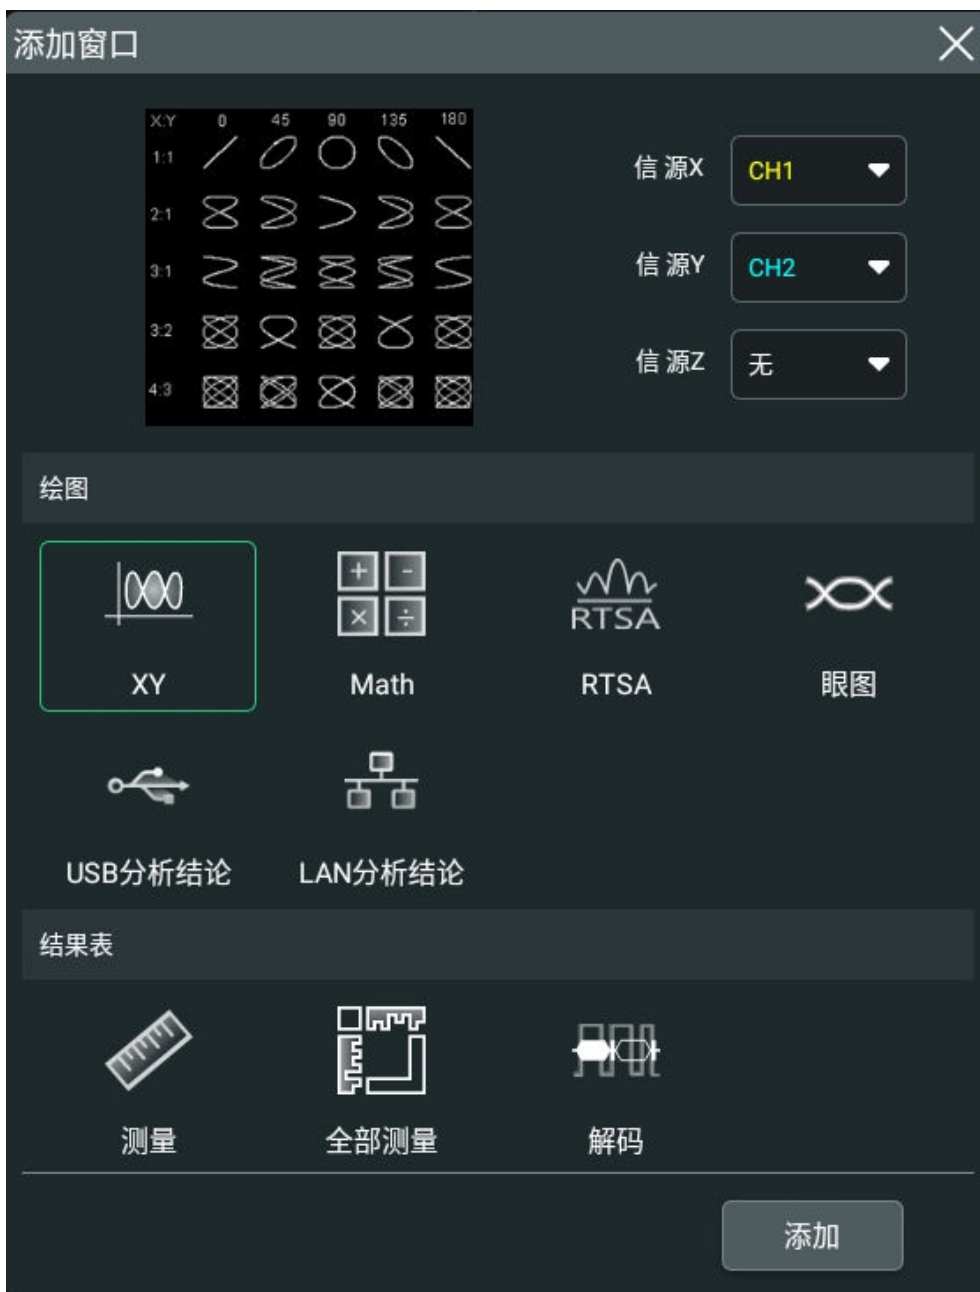 添加窗口
X:Y 0 45 90 135 180
1:1
2:1
3:1
3:2
4:3
信源X CH1
信源Y CH2
信源Z 无
绘图
+ -
× ÷
RTSA
XY Math RTSA 眼图
USB分析结论 LAN分析结论
结果表
测量 全部测量 解码
添加